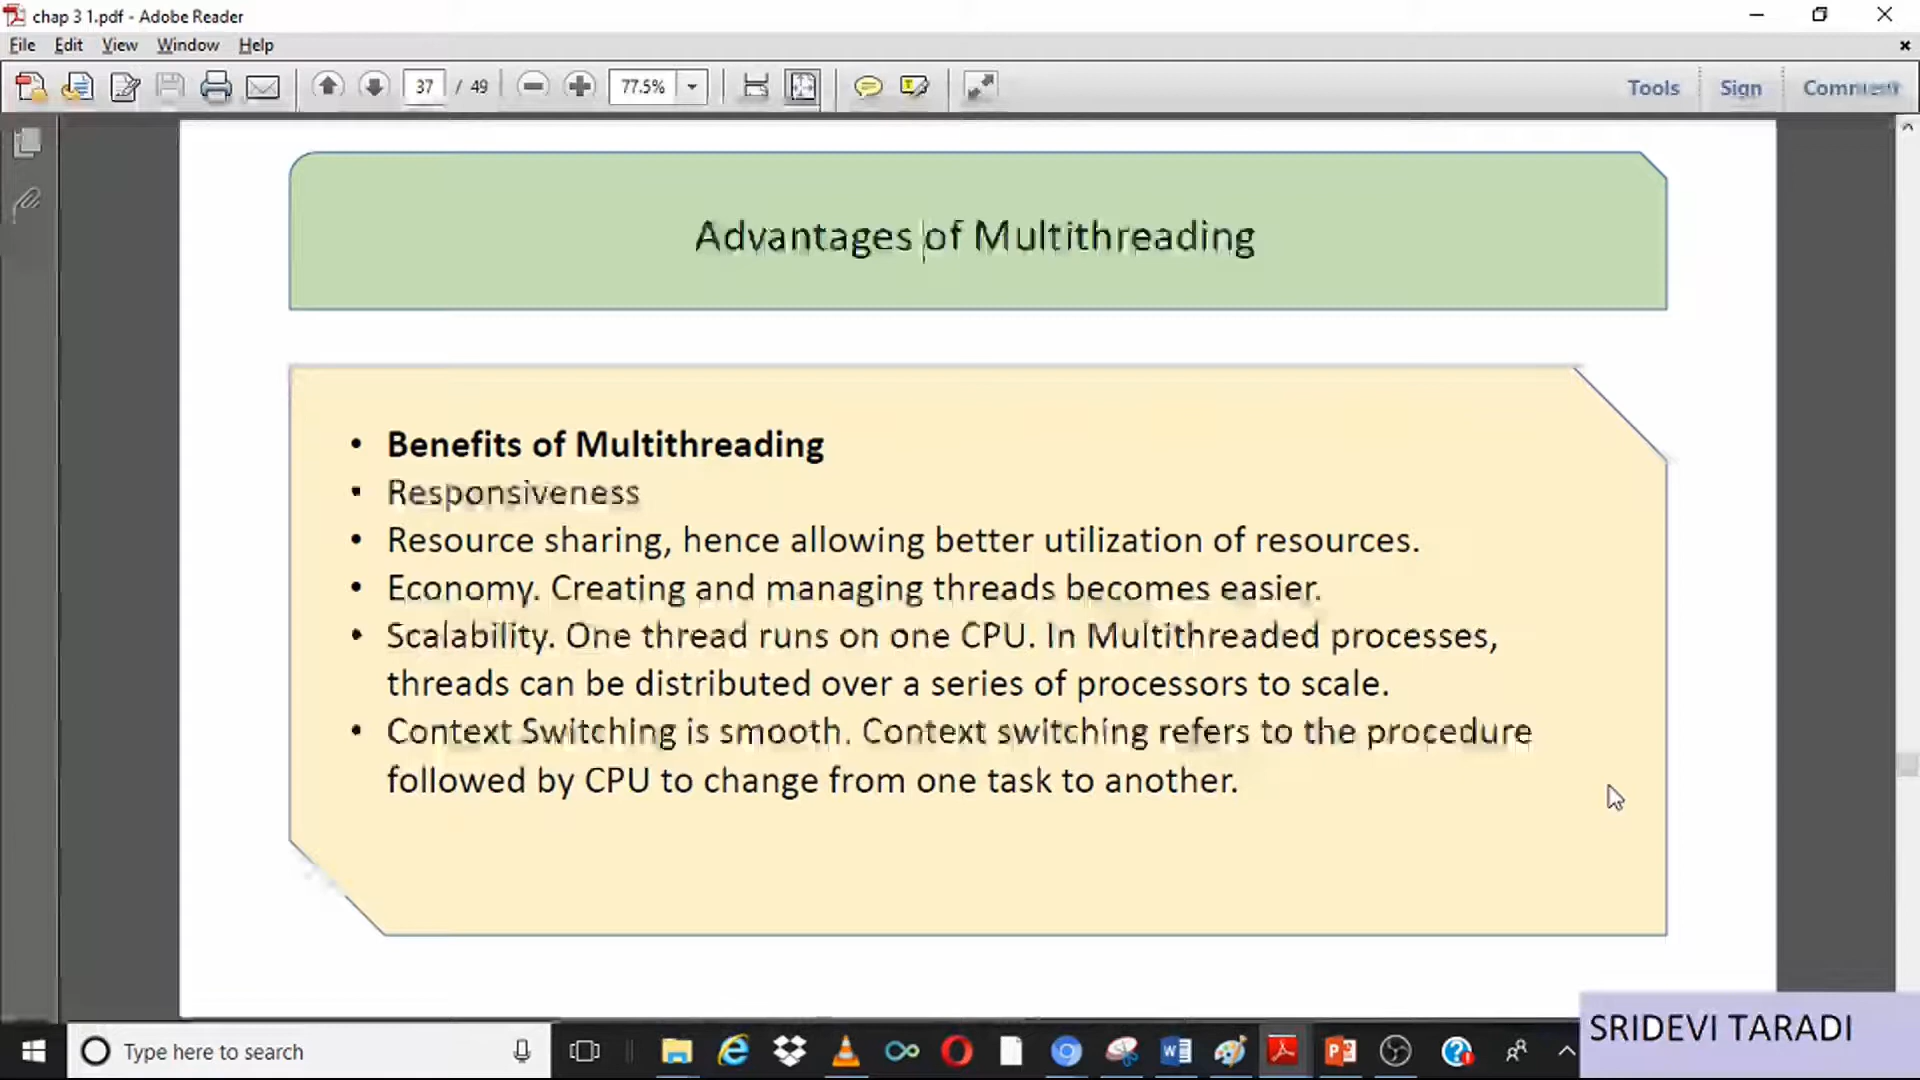 chap 3 1.pdf - Adobe Reader
File Edit View Window Help
37 / 49 77.5% Tools Sign Comment
Advantages of Multithreading
• Benefits of Multithreading
• Responsiveness
• Resource sharing, hence allowing better utilization of resources.
• Economy. Creating and managing threads becomes easier.
• Scalability. One thread runs on one CPU. In Multithreaded processes,
threads can be distributed over a series of processors to scale.
• Context Switching is smooth. Context switching refers to the procedure
followed by CPU to change from one task to another.
SRIDEVI TARADI
Type here to search